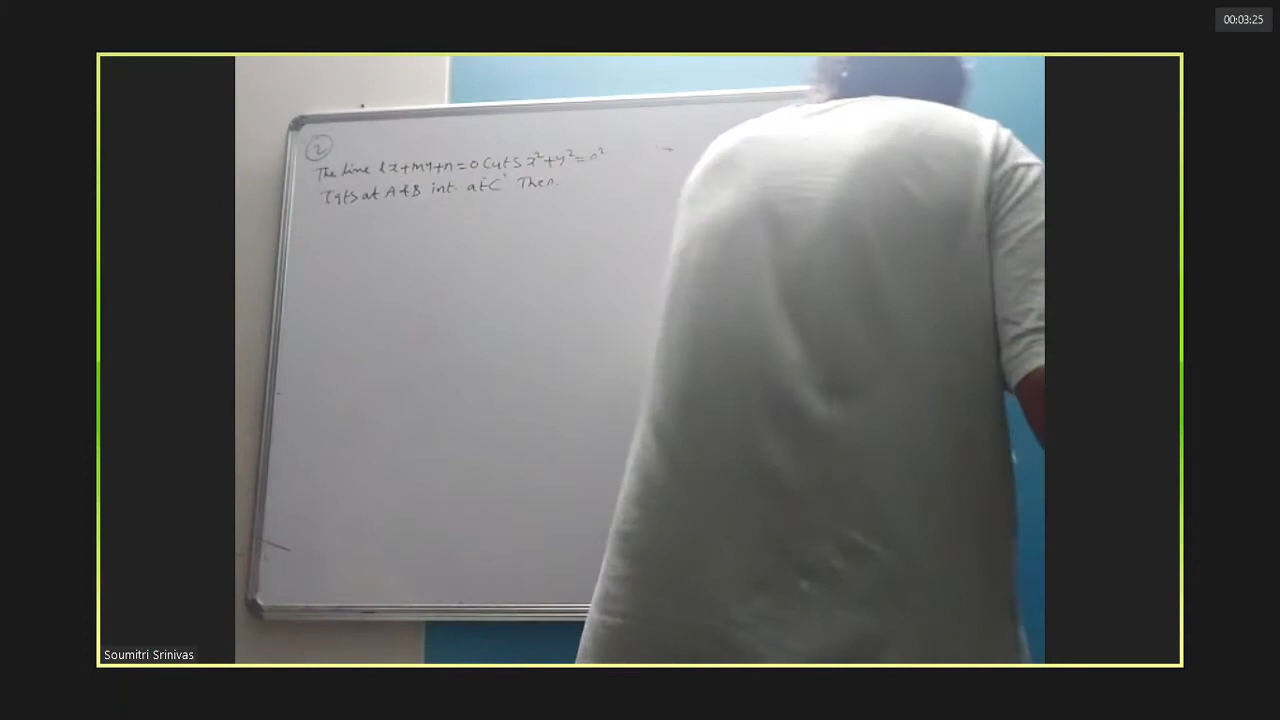 00:03:25
②
The line lx+my+n=0 Cuts x²+y²=a²
Tgts at A & B int. at 'C' Then.
Soumitri Srinivas